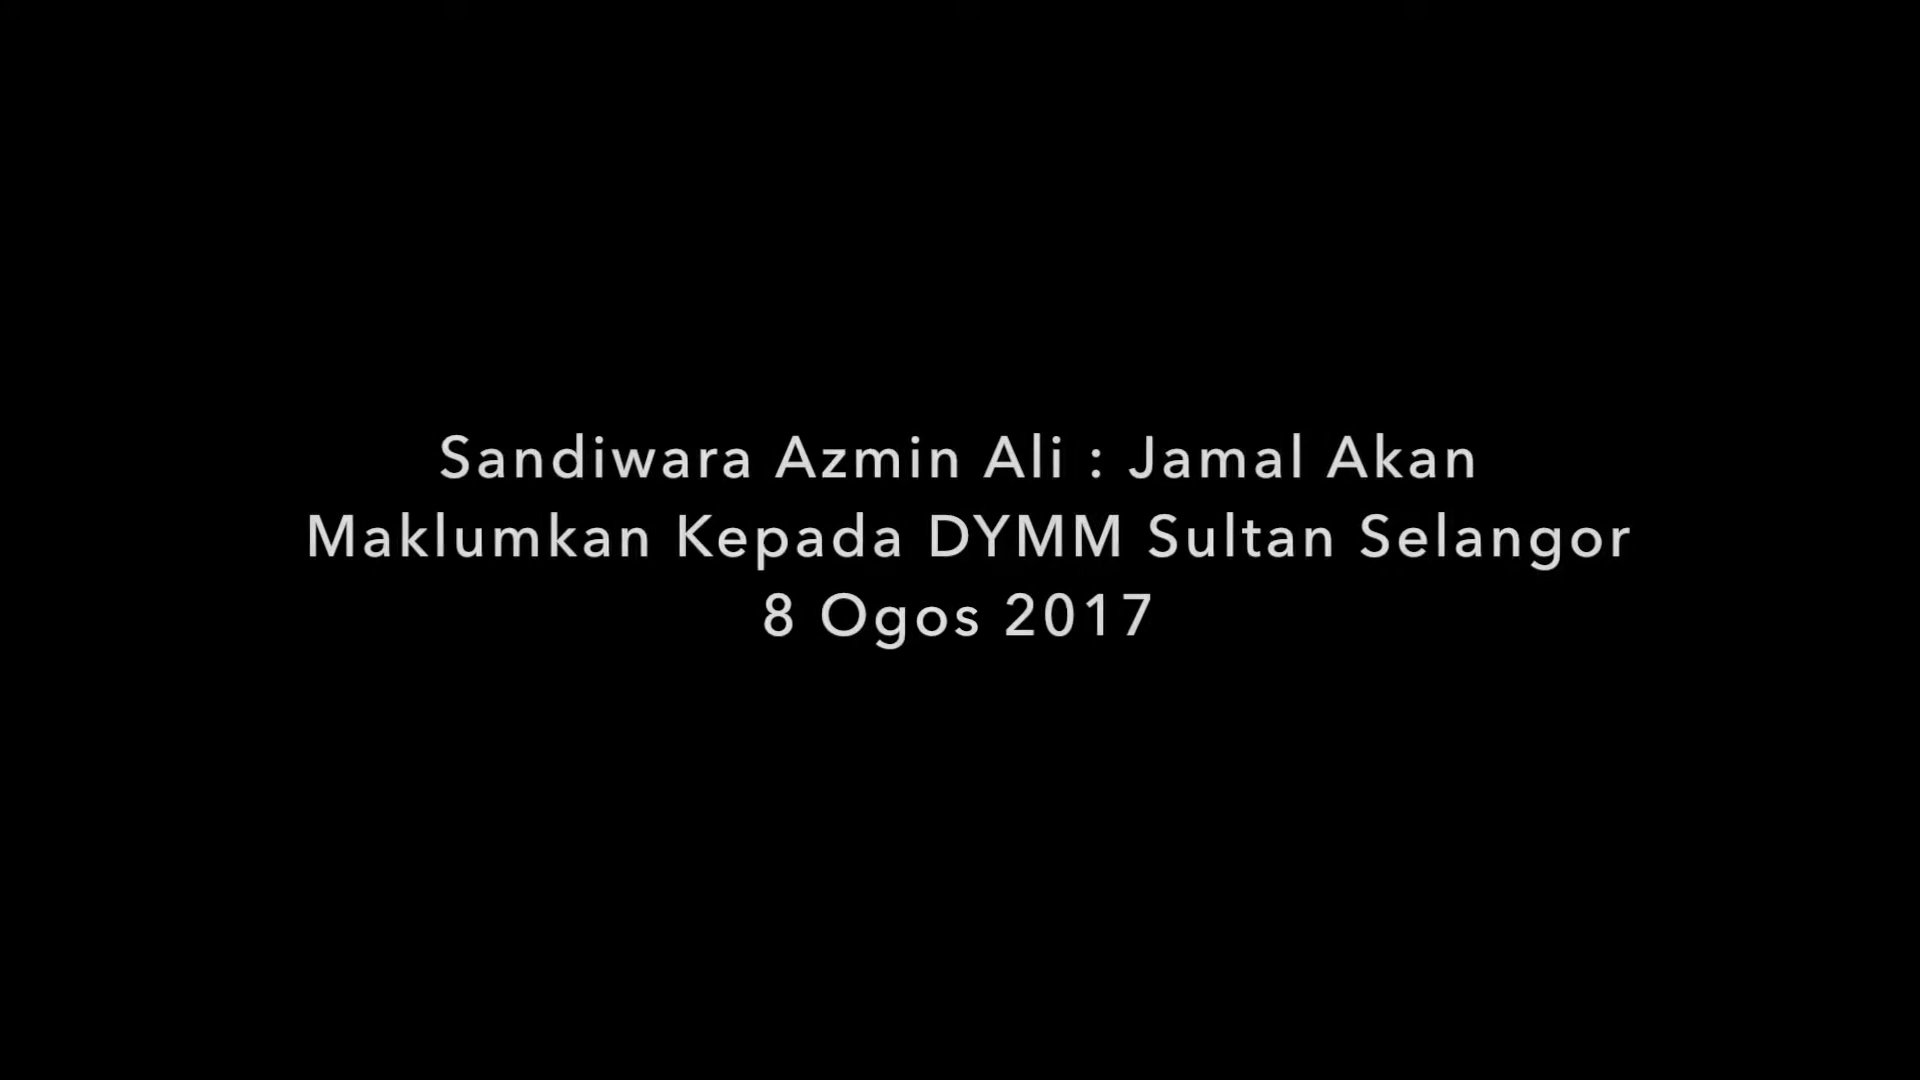 Sandiwara Azmin Ali : Jamal Akan
Maklumkan Kepada DYMM Sultan Selangor
8 Ogos 2017